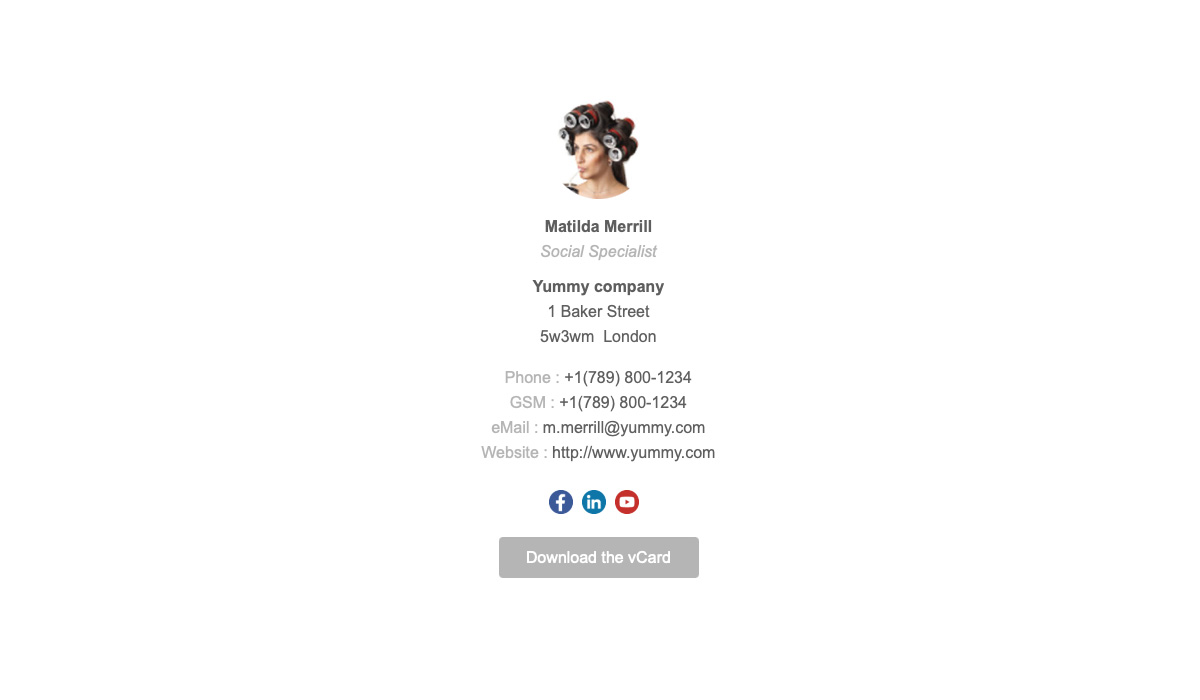 Matilda Merrill
Social Specialist
Yummy company
1 Baker Street
5w3wm  London
Phone : +1(789) 800-1234
GSM : +1(789) 800-1234
eMail : m.merrill@yummy.com
Website : http://www.yummy.com
f in
Download the vCard